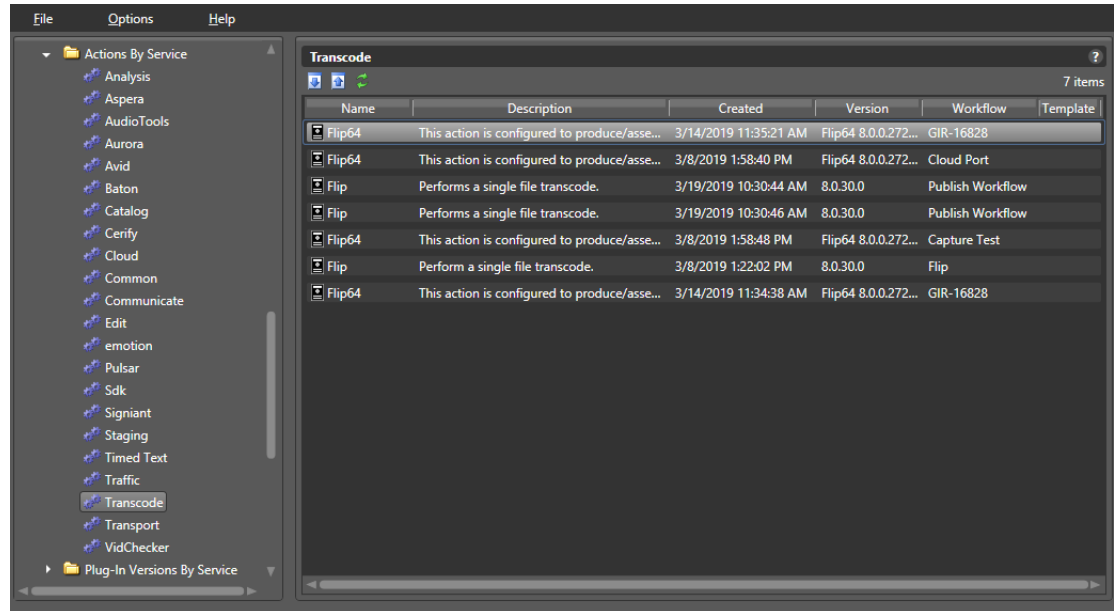 File Options Help
Actions By Service
Analysis
Aspera
AudioTools
Aurora
Avid
Baton
Catalog
Cerify
Cloud
Common
Communicate
Edit
emotion
Pulsar
Sdk
Signiant
Staging
Timed Text
Traffic
Transcode
Transport
VidChecker
Plug-In Versions By Service
Transcode ?
7 items
Name Description Created Version Workflow Template
Flip64 This action is configured to produce/asse... 3/14/2019 11:35:21 AM Flip64 8.0.0.272... GIR-16828
Flip64 This action is configured to produce/asse... 3/8/2019 1:58:40 PM Flip64 8.0.0.272... Cloud Port
Flip Performs a single file transcode. 3/19/2019 10:30:44 AM 8.0.30.0 Publish Workflow
Flip Performs a single file transcode. 3/19/2019 10:30:46 AM 8.0.30.0 Publish Workflow
Flip64 This action is configured to produce/asse... 3/8/2019 1:58:48 PM Flip64 8.0.0.272... Capture Test
Flip Perform a single file transcode. 3/8/2019 1:22:02 PM 8.0.30.0 Flip
Flip64 This action is configured to produce/asse... 3/14/2019 11:34:38 AM Flip64 8.0.0.272... GIR-16828